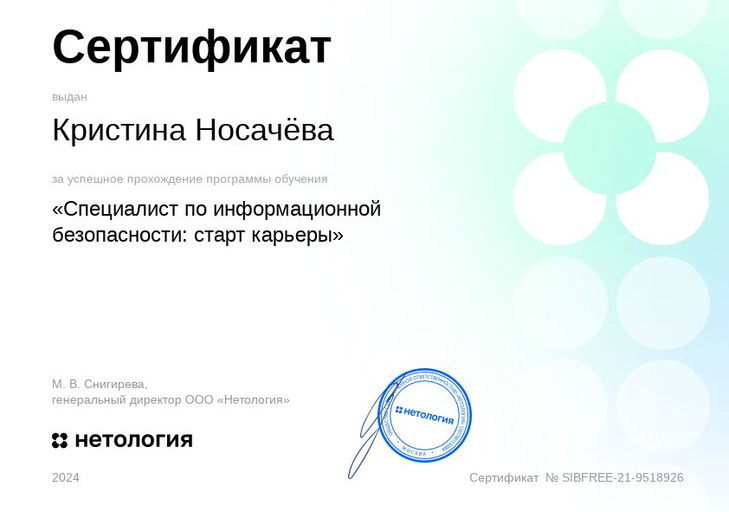 Сертификат
выдан
Кристина Носачёва
за успешное прохождение программы обучения
«Специалист по информационной
безопасности: старт карьеры»
М. В. Снигирева,
генеральный директор ООО «Нетология»
нетология
2024
нетология
МОСКВА
Сертификат № SIBFREE-21-9518926